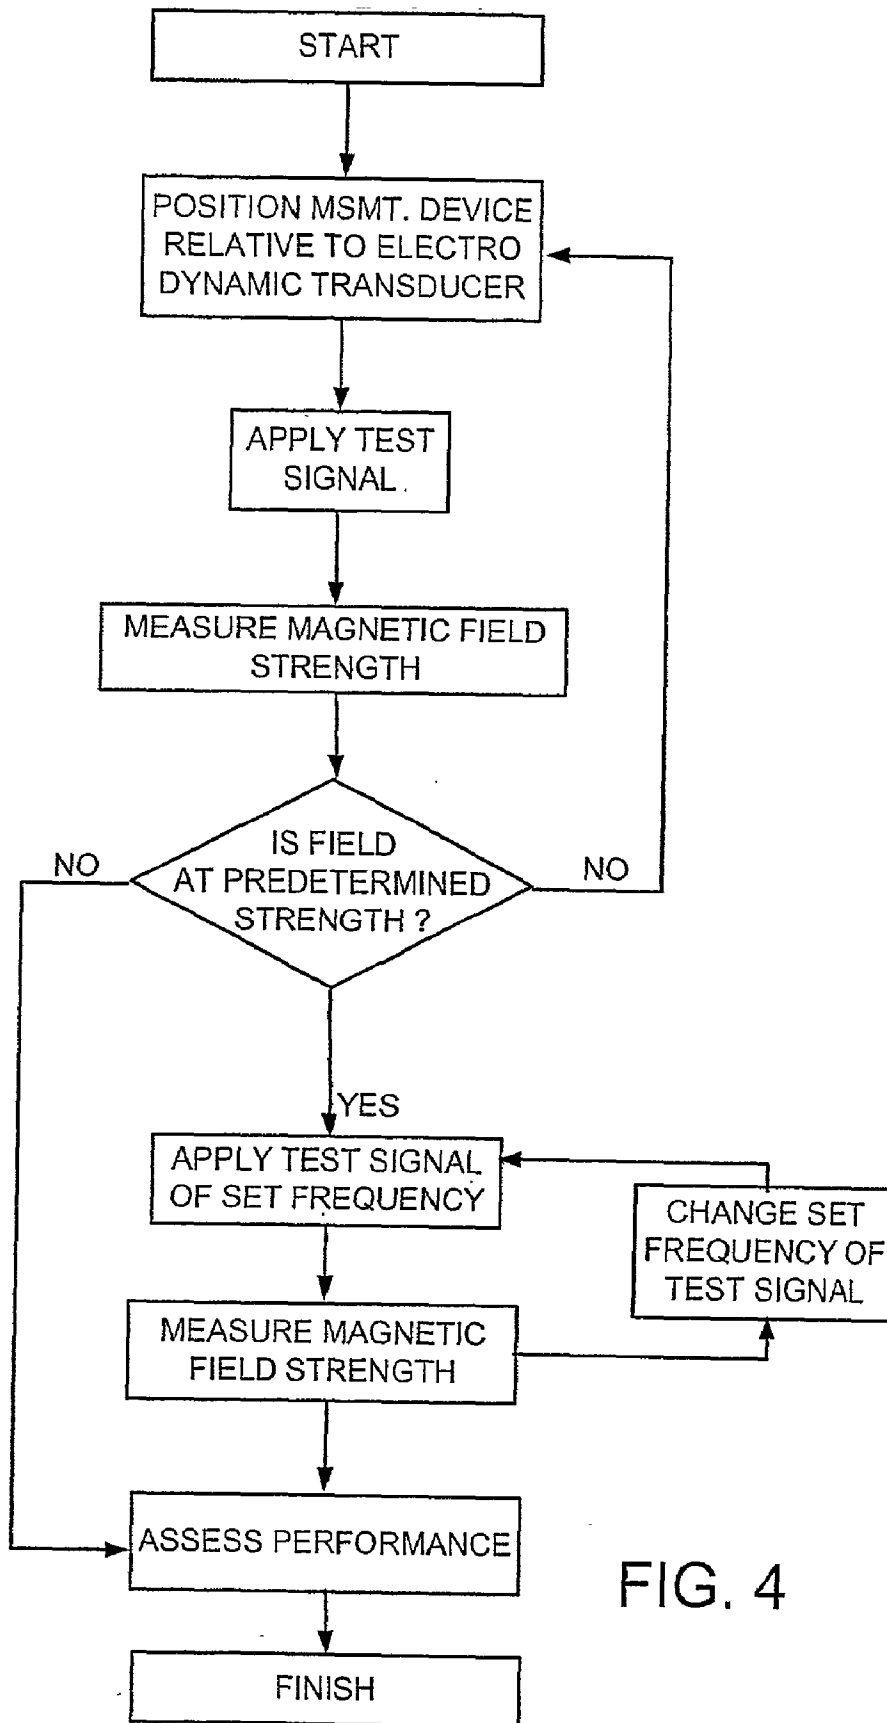 START
POSITION MSMT. DEVICE
RELATIVE TO ELECTRO
DYNAMIC TRANSDUCER
APPLY TEST
SIGNAL
MEASURE MAGNETIC FIELD
STRENGTH
IS FIELD
AT PREDETERMINED
STRENGTH ?
NO
NO
YES
APPLY TEST SIGNAL
OF SET FREQUENCY
CHANGE SET
FREQUENCY OF
TEST SIGNAL
MEASURE MAGNETIC
FIELD STRENGTH
ASSESS PERFORMANCE
FINISH
FIG. 4